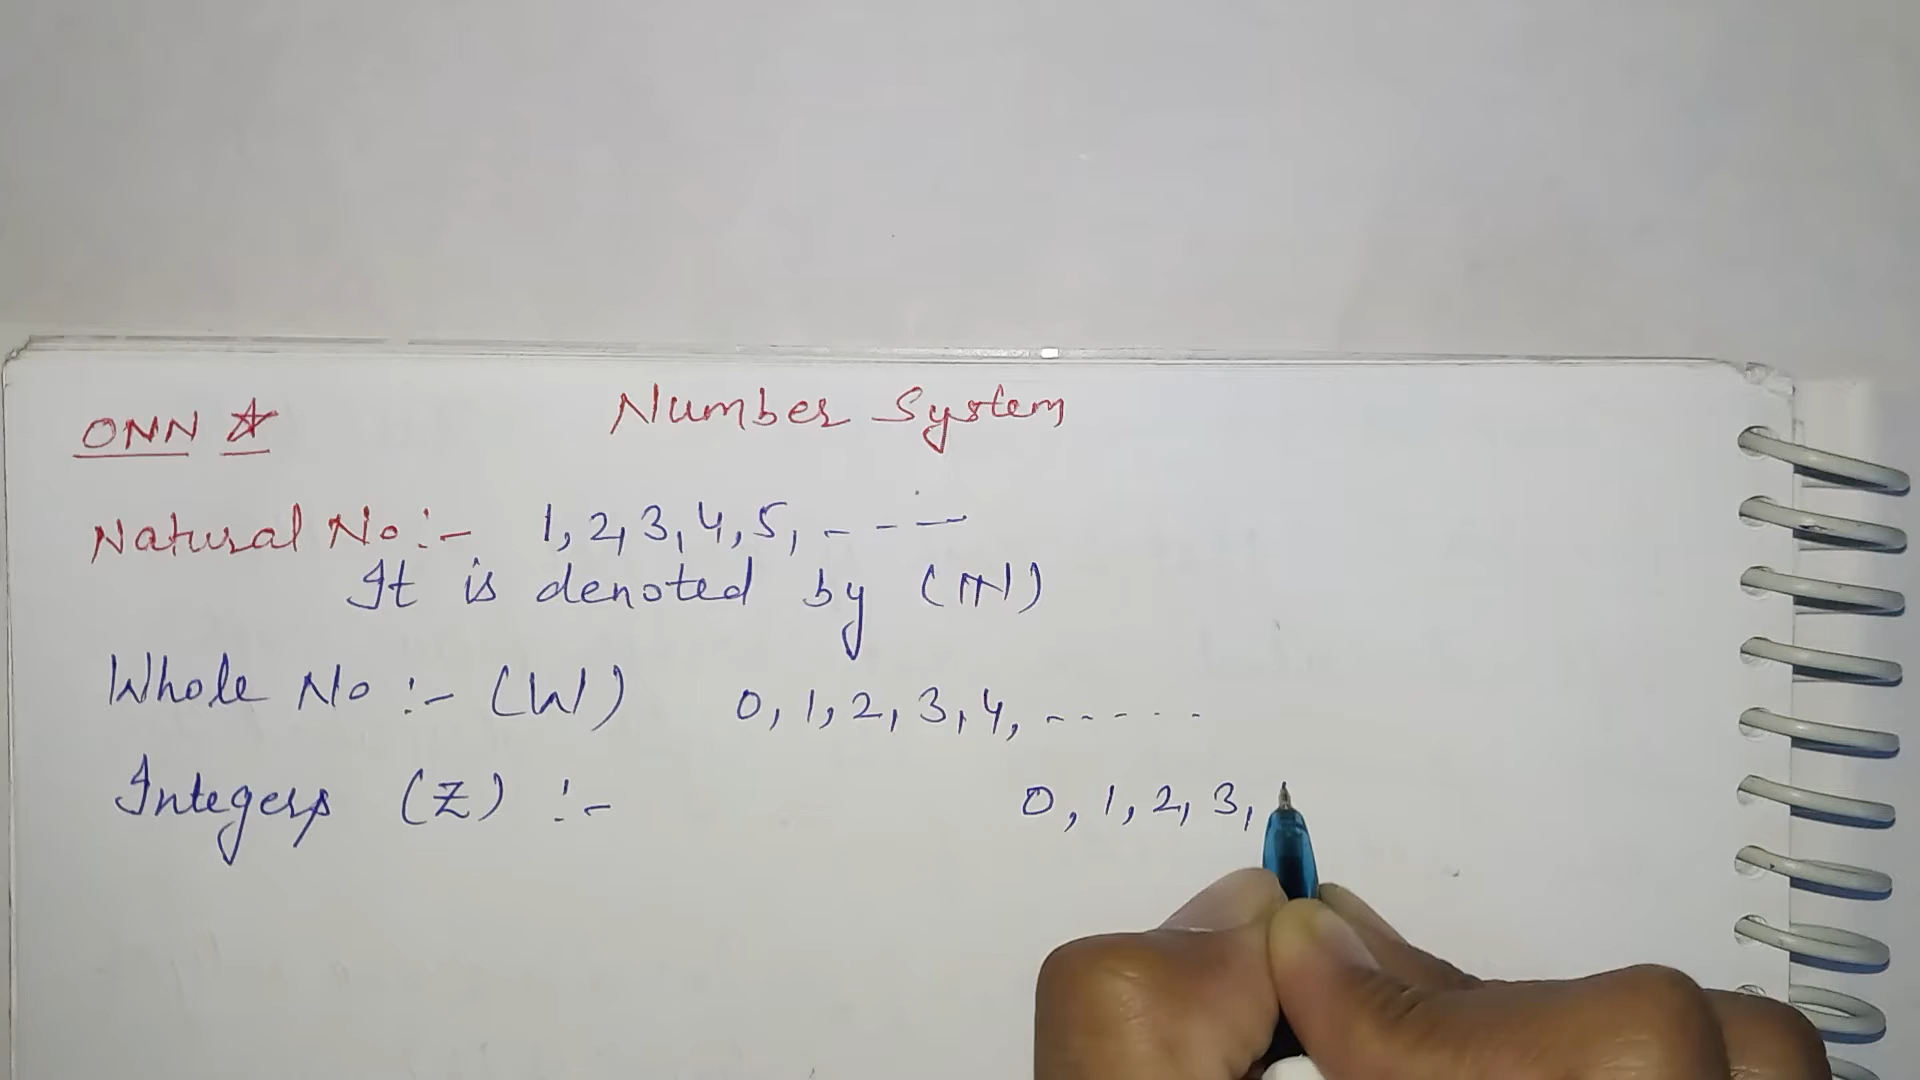 ONN ☆ Number System
Natural No:- 1, 2, 3, 4, 5, - - —
It is denoted by (N)
Whole No :- (W) 0, 1, 2, 3, 4, - - - - -
Integers (Z) :- 0, 1, 2, 3,